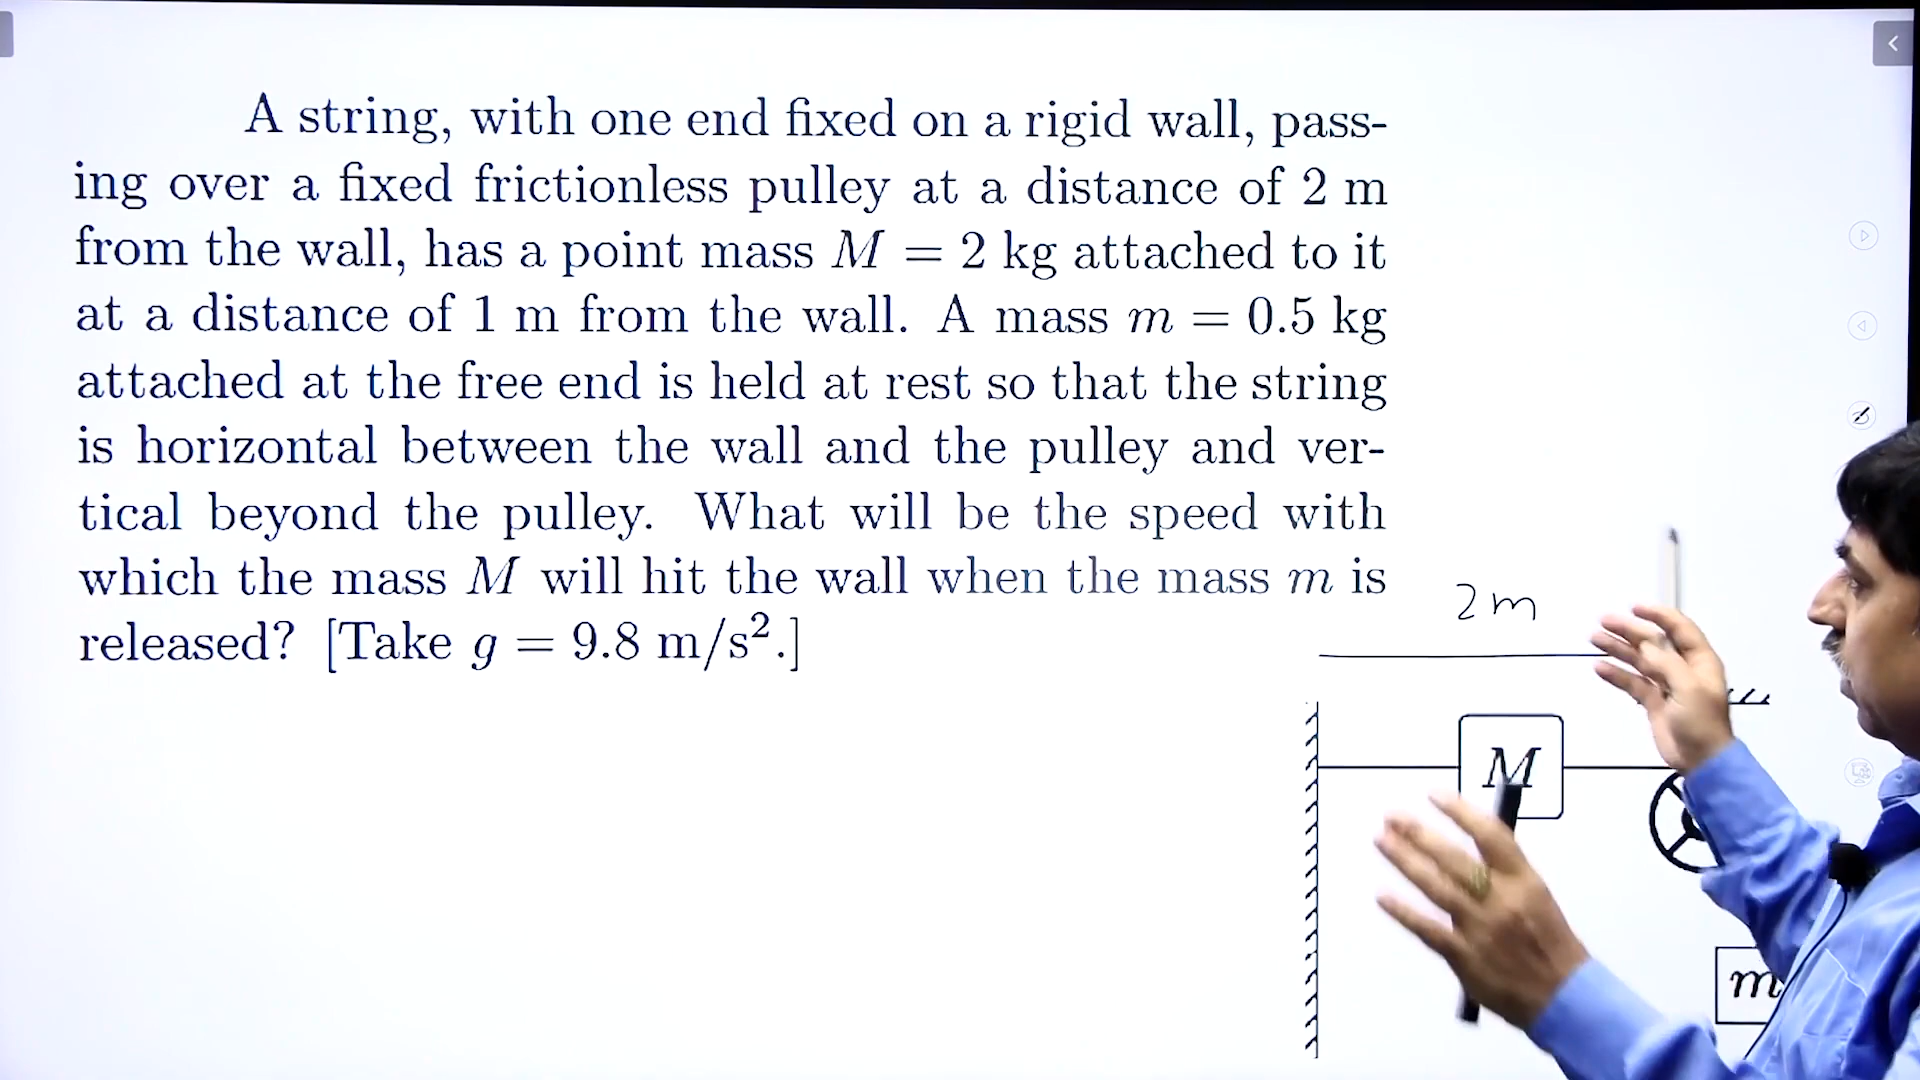 A string, with one end fixed on a rigid wall, pass-
ing over a fixed frictionless pulley at a distance of 2 m
from the wall, has a point mass M = 2 kg attached to it
at a distance of 1 m from the wall. A mass m = 0.5 kg
attached at the free end is held at rest so that the string
is horizontal between the wall and the pulley and ver-
tical beyond the pulley. What will be the speed with
which the mass M will hit the wall when the mass m is
released? [Take g = 9.8 m/s².]
2m
M
m